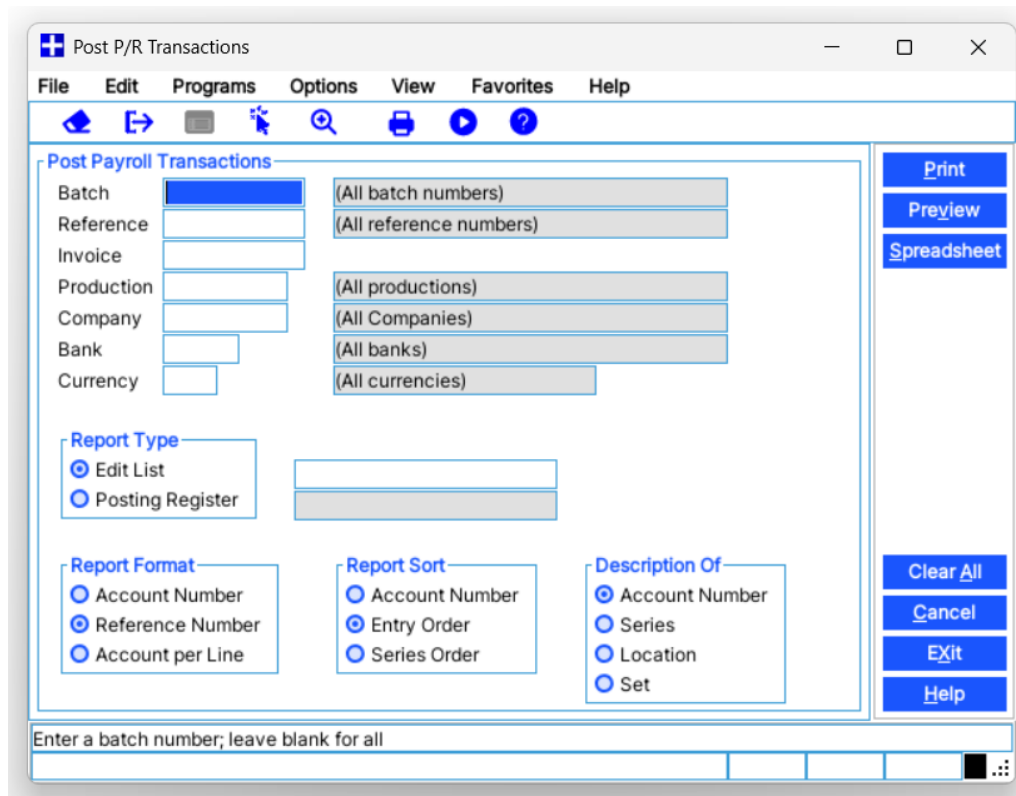 Post P/R Transactions
File Edit Programs Options View Favorites Help
Post Payroll Transactions
Batch (All batch numbers)
Reference (All reference numbers)
Invoice
Production (All productions)
Company (All Companies)
Bank (All banks)
Currency (All currencies)
Report Type
Edit List
Posting Register
Report Format
Account Number
Reference Number
Account per Line
Report Sort
Account Number
Entry Order
Series Order
Description Of
Account Number
Series
Location
Set
Print
Preview
Spreadsheet
Clear All
Cancel
EXit
Help
Enter a batch number; leave blank for all